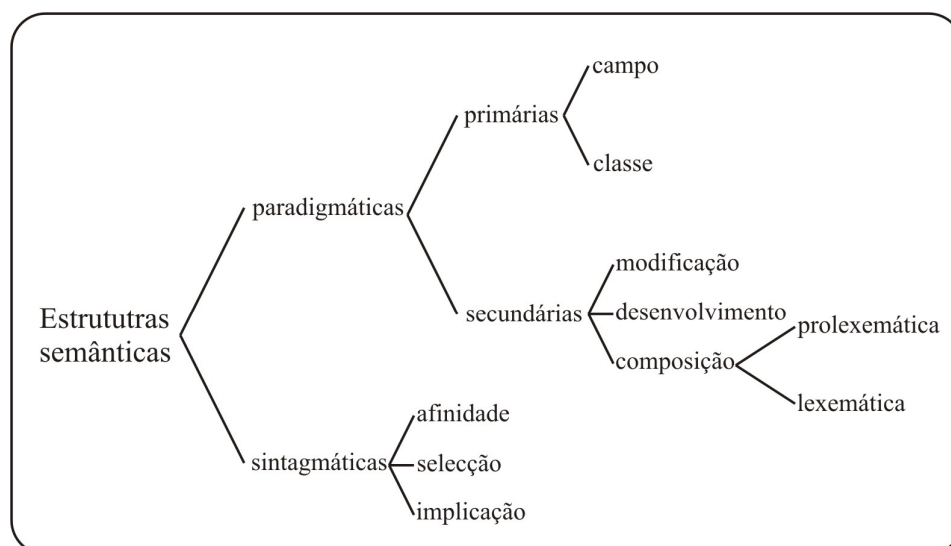 campo
primárias
classe
paradigmáticas
modificação
secundárias
desenvolvimento
prolexemática
composição
lexemática
Estrututras
semânticas
afinidade
sintagmáticas
selecção
implicação